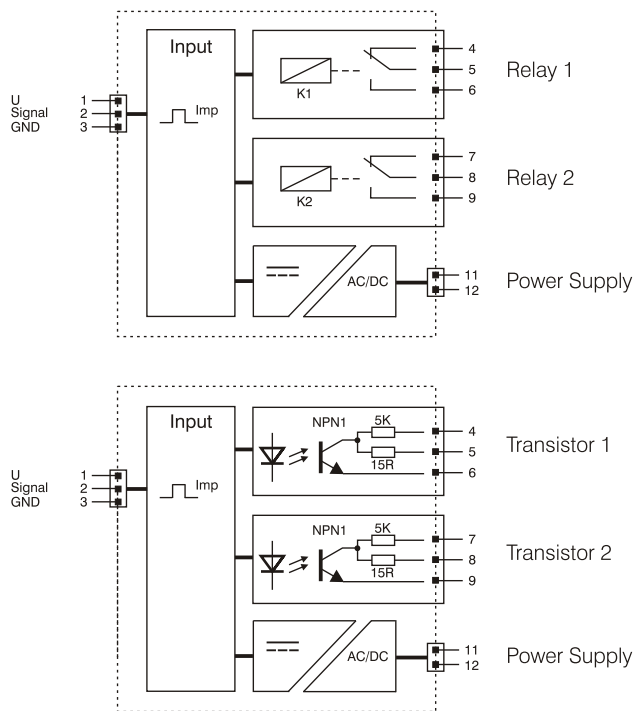 Input
4
K1
5
Relay 1
6
U 1
Signal 2
GND 3
Imp
7
K2
8
Relay 2
9
AC/DC
11
12
Power Supply
Input
NPN1
5K
4
15R
5
Transistor 1
6
U 1
Signal 2
GND 3
Imp
NPN1
5K
7
15R
8
Transistor 2
9
AC/DC
11
12
Power Supply